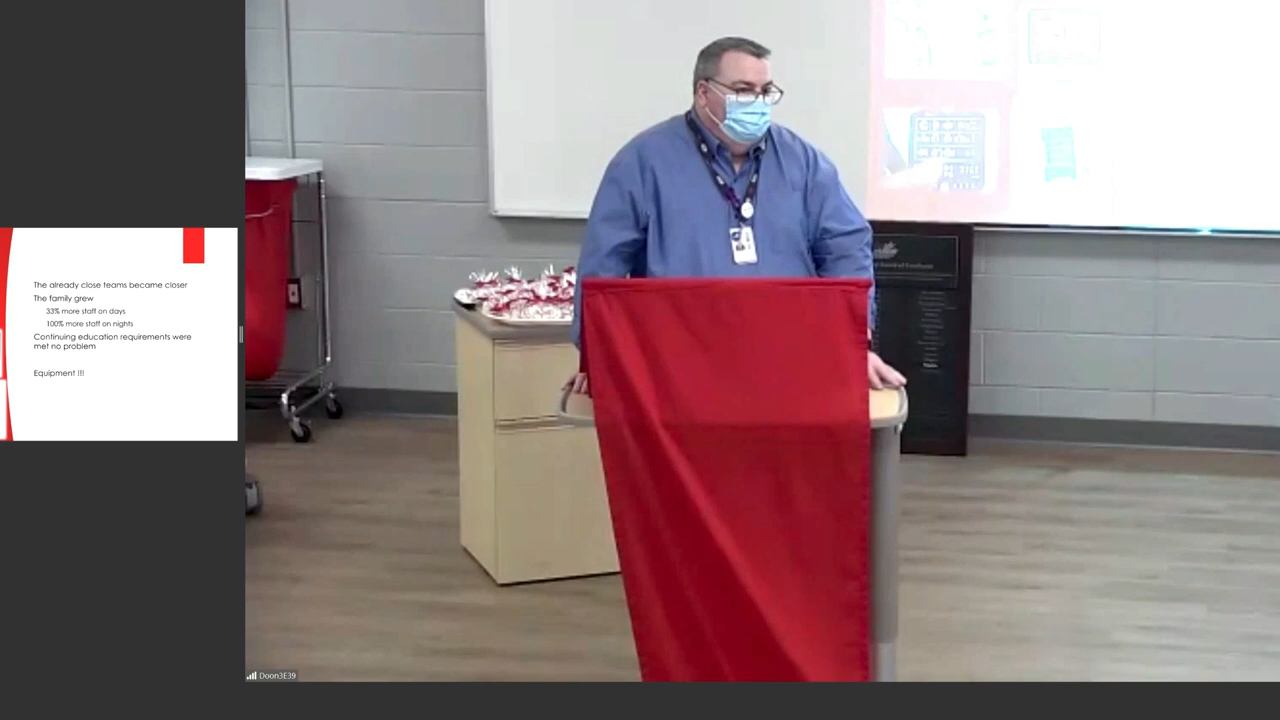 The already close teams became closer
The family grew
33% more staff on days
100% more staff on nights
Continuing education requirements were
met no problem
Equipment !!!
Doon3E39